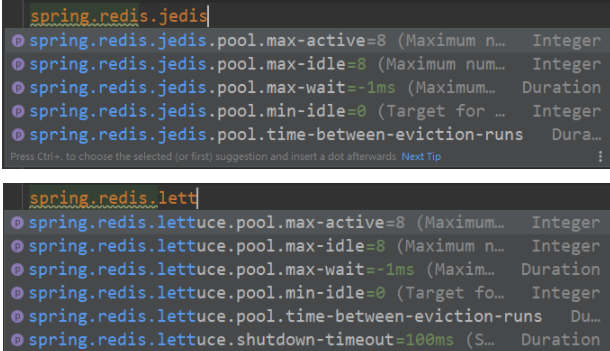 spring.redis.jedis
spring.redis.jedis.pool.max-active=8 (Maximum n… Integer
spring.redis.jedis.pool.max-idle=8 (Maximum num… Integer
spring.redis.jedis.pool.max-wait=-1ms (Maximum… Duration
spring.redis.jedis.pool.min-idle=0 (Target for … Integer
spring.redis.jedis.pool.time-between-eviction-runs Dura…
Press Ctrl+. to choose the selected (or first) suggestion and insert a dot afterwards Next Tip
spring.redis.lett
spring.redis.lettuce.pool.max-active=8 (Maximum… Integer
spring.redis.lettuce.pool.max-idle=8 (Maximum n… Integer
spring.redis.lettuce.pool.max-wait=-1ms (Maxim… Duration
spring.redis.lettuce.pool.min-idle=0 (Target fo… Integer
spring.redis.lettuce.pool.time-between-eviction-runs Du…
spring.redis.lettuce.shutdown-timeout=100ms (S… Duration